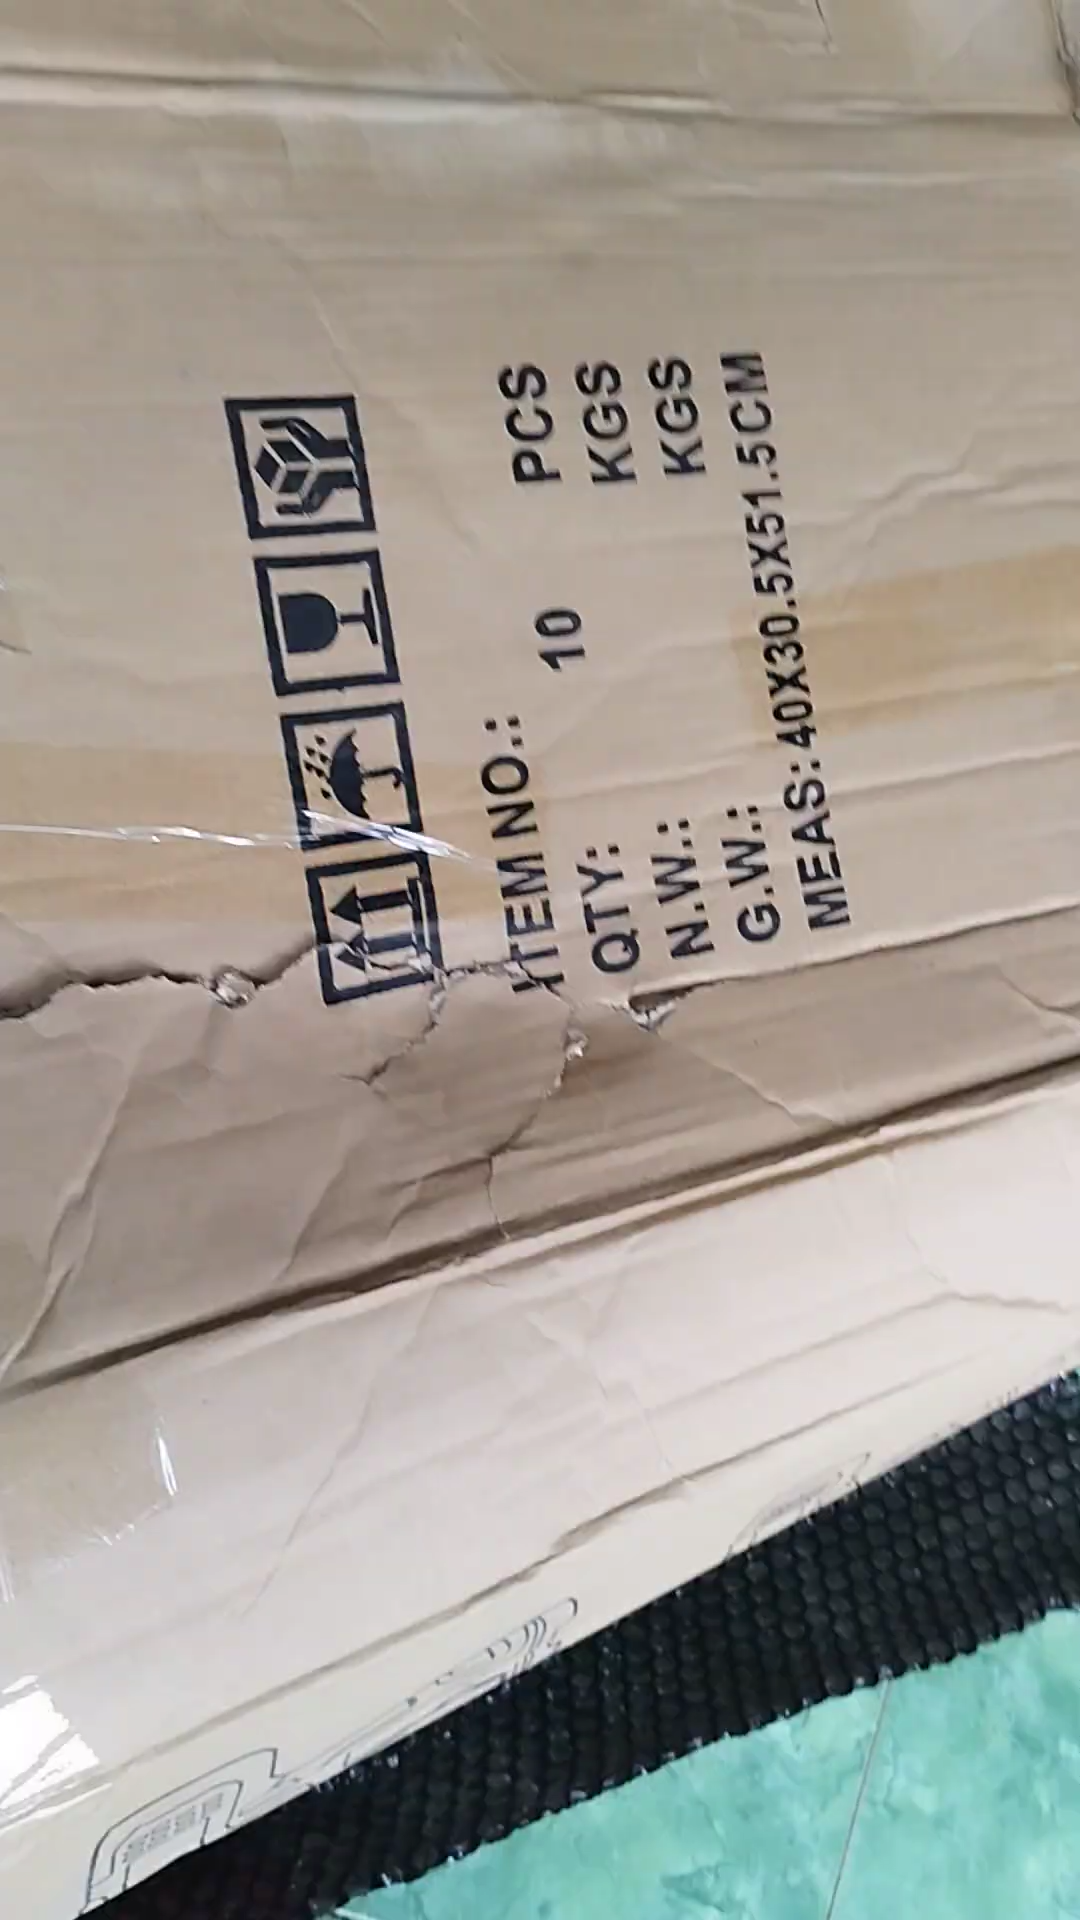 ITEM NO.:
QTY: 10 PCS
N.W.: KGS
G.W.: KGS
MEAS: 40X30.5X51.5CM